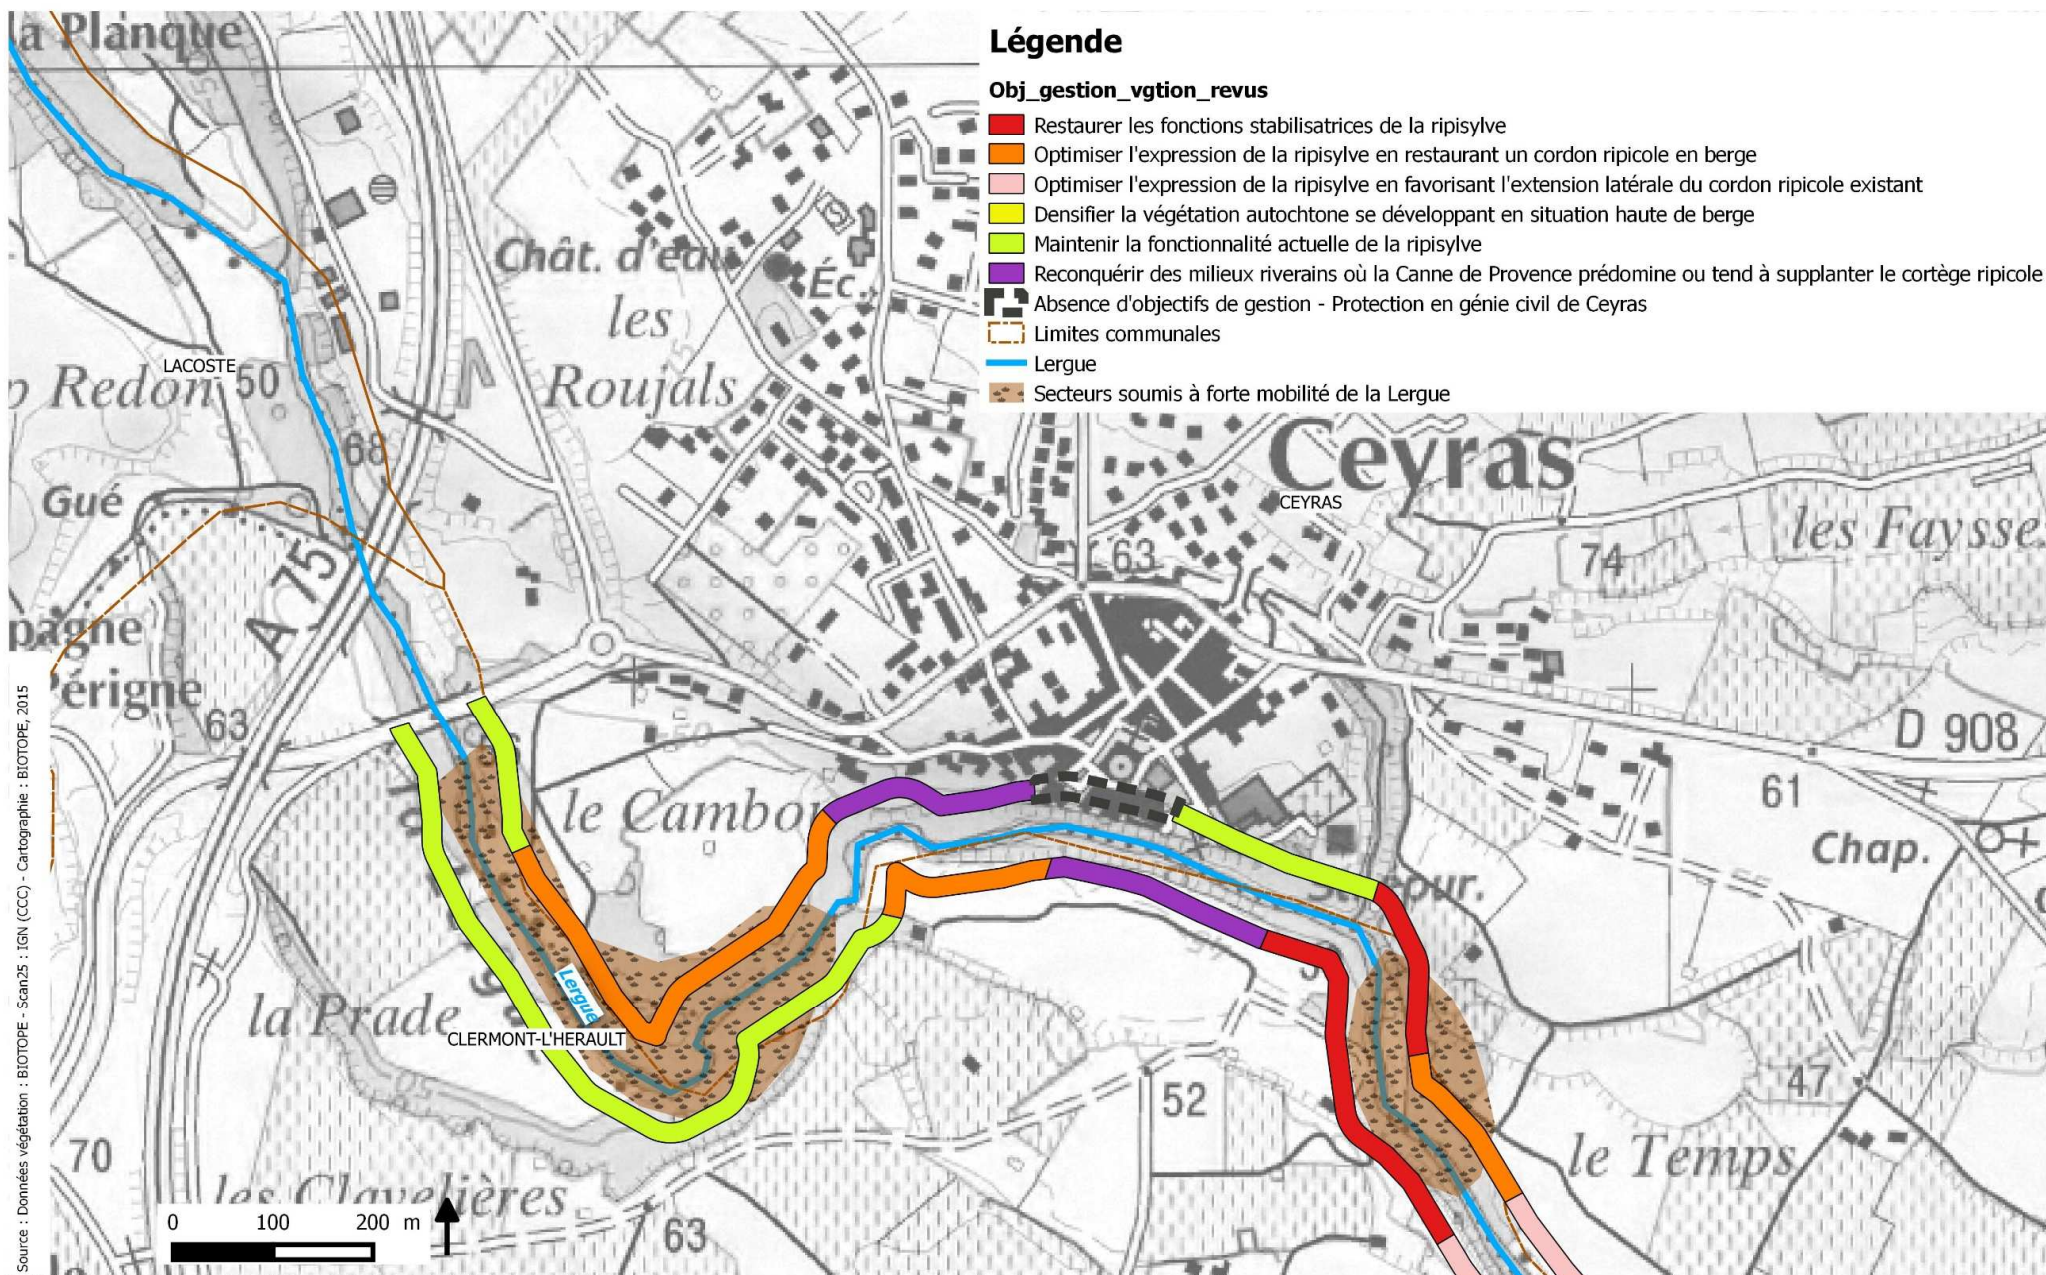 a Planque
Légende
Obj_gestion_vgtion_revus
Restaurer les fonctions stabilisatrices de la ripisylve
Optimiser l'expression de la ripisylve en restaurant un cordon ripicole en berge
Optimiser l'expression de la ripisylve en favorisant l'extension latérale du cordon ripicole existant
Densifier la végétation autochtone se développant en situation haute de berge
Maintenir la fonctionnalité actuelle de la ripisylve
Reconquérir des milieux riverains où la Canne de Provence prédomine ou tend à supplanter le cortège ripicole
Absence d'objectifs de gestion - Protection en génie civil de Ceyras
Limites communales
Lergue
Secteurs soumis à forte mobilité de la Lergue
Chât. d'eau
Éc.
les
Roujals
LACOSTE
p Redon
50
68
Gué
A 75
Ceyras
CEYRAS
63
74
les Faysse
pagne
Périgne
63
D 908
61
Chap.
le Cambou
la Prade
Lergue
CLERMONT-L'HERAULT
52
47
le Temps
70
les Clavelières
63
0 100 200 m
Source : Données végétation : BIOTOPE - Scan25 : IGN (CCC) - Cartographie : BIOTOPE, 2015